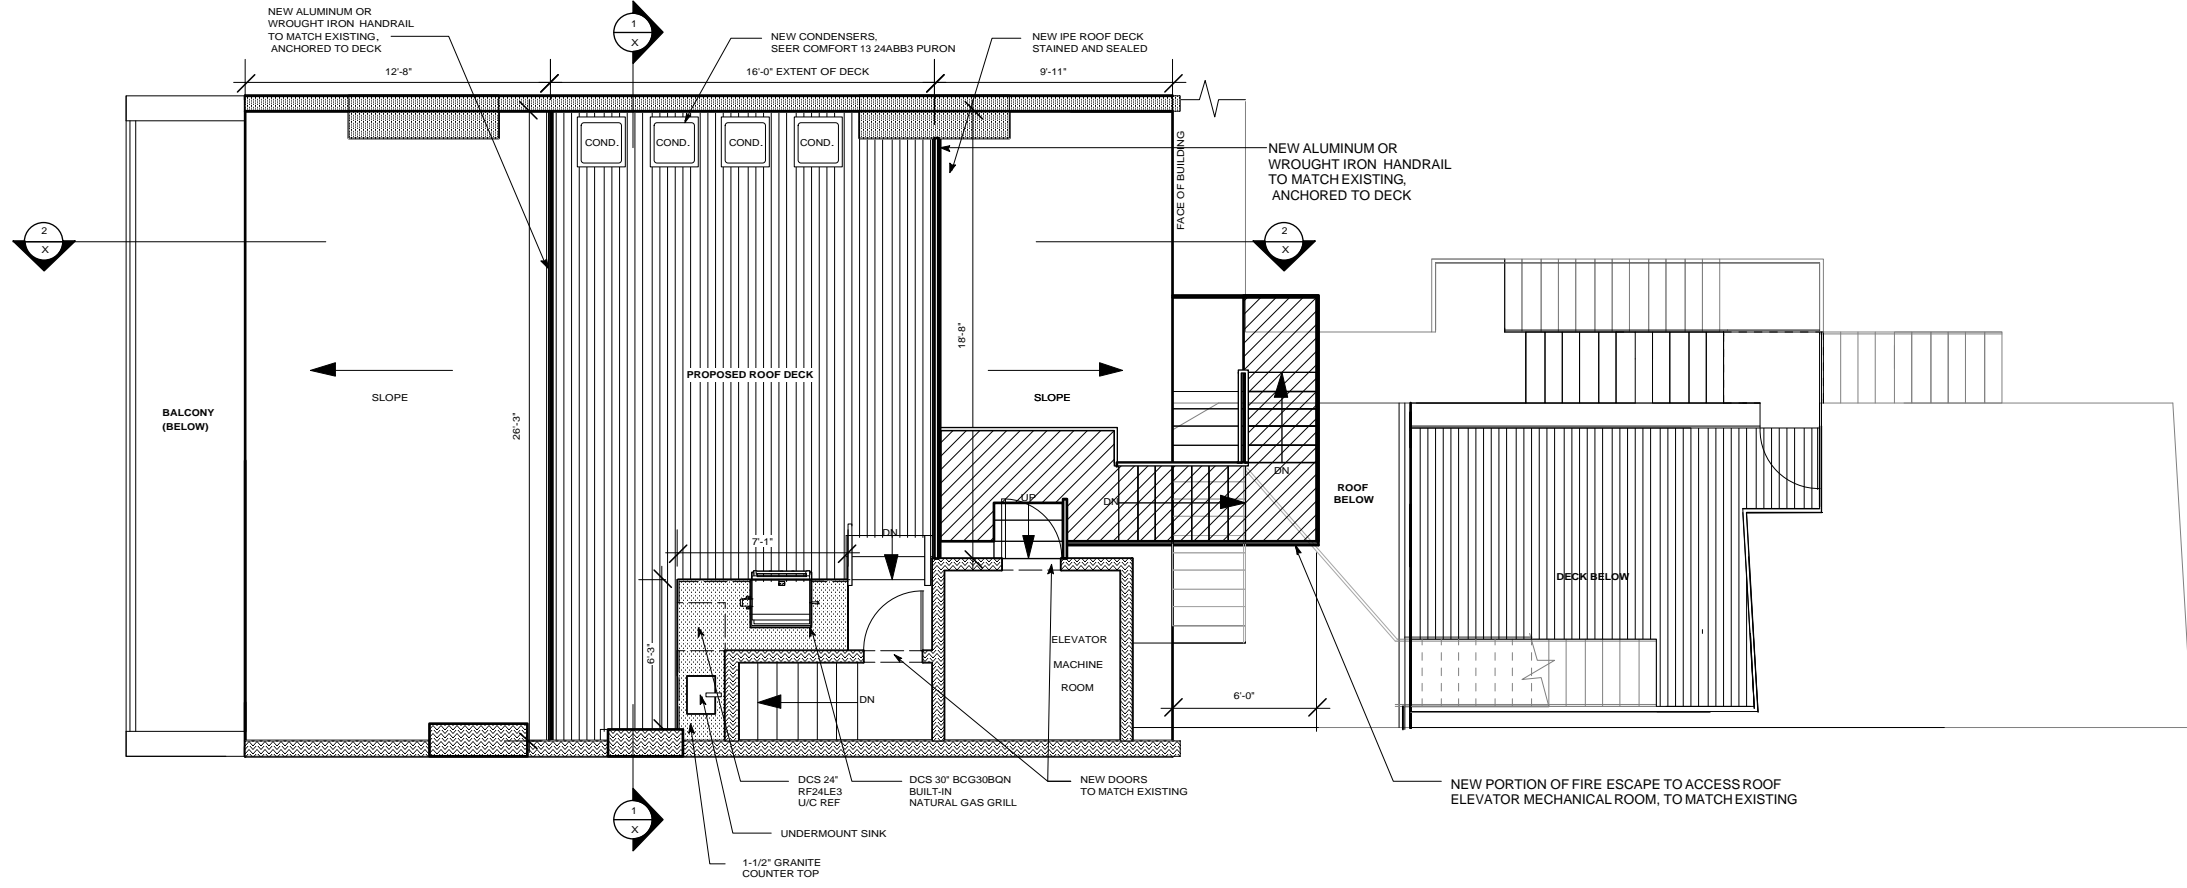 NEW ALUMINUM OR
WROUGHT IRON HANDRAIL
TO MATCH EXISTING,
ANCHORED TO DECK
1
X
NEW CONDENSERS,
SEER COMFORT 13 24ABB3 PURON
NEW IPE ROOF DECK
STAINED AND SEALED
12'-8"
16'-0" EXTENT OF DECK
9'-11"
COND.
COND.
COND.
COND.
FACE OF BUILDING
NEW ALUMINUM OR
WROUGHT IRON HANDRAIL
TO MATCH EXISTING,
ANCHORED TO DECK
2
X
2
X
18'-8"
PROPOSED ROOF DECK
SLOPE
SLOPE
BALCONY
(BELOW)
26'-3"
DN
ROOF
BELOW
UP
DN
DN
7'-1"
DECK BELOW
6'-3"
ELEVATOR
MACHINE
ROOM
DN
6'-0"
DCS 24"
RF24LE3
U/C REF
DCS 30" BCG30BQN
BUILT-IN
NATURAL GAS GRILL
NEW DOORS
TO MATCH EXISTING
NEW PORTION OF FIRE ESCAPE TO ACCESS ROOF
ELEVATOR MECHANICAL ROOM, TO MATCH EXISTING
1
X
UNDERMOUNT SINK
1-1/2" GRANITE
COUNTER TOP